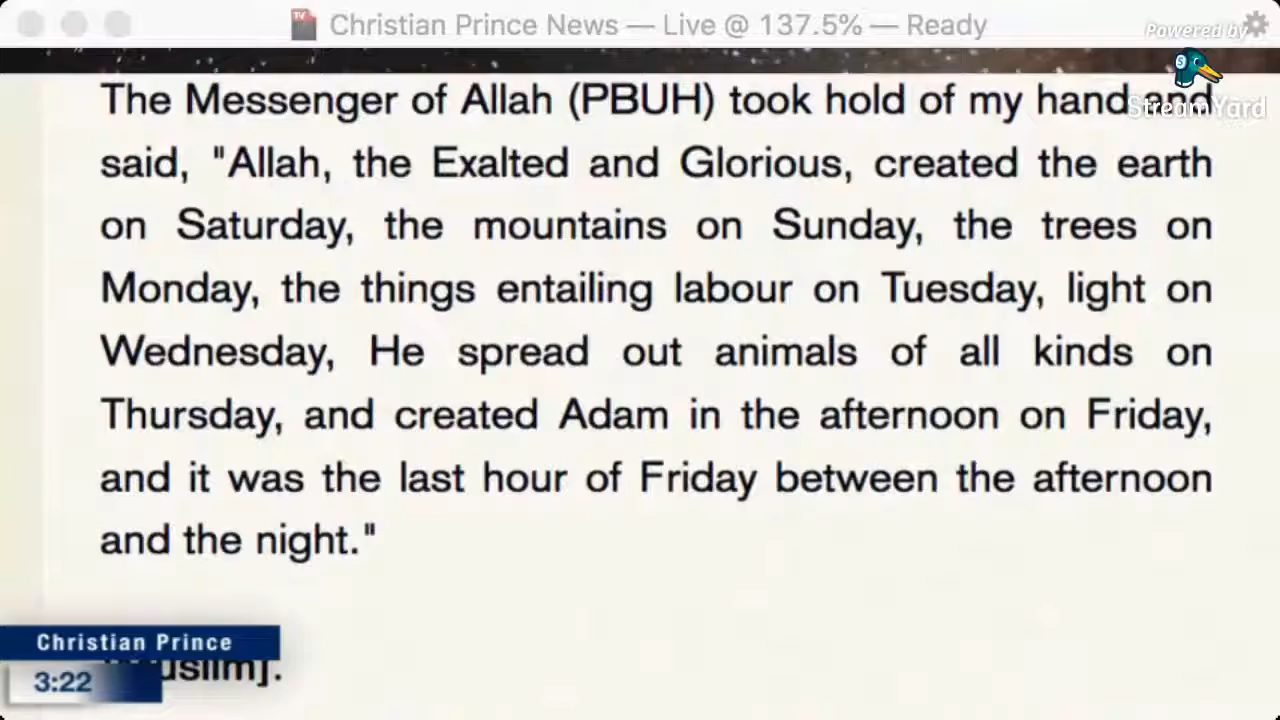 Christian Prince News — Live @ 137.5% — Ready
Powered by
StreamYard
The Messenger of Allah (PBUH) took hold of my hand and
said, "Allah, the Exalted and Glorious, created the earth
on Saturday, the mountains on Sunday, the trees on
Monday, the things entailing labour on Tuesday, light on
Wednesday, He spread out animals of all kinds on
Thursday, and created Adam in the afternoon on Friday,
and it was the last hour of Friday between the afternoon
and the night."
Christian Prince
3:22